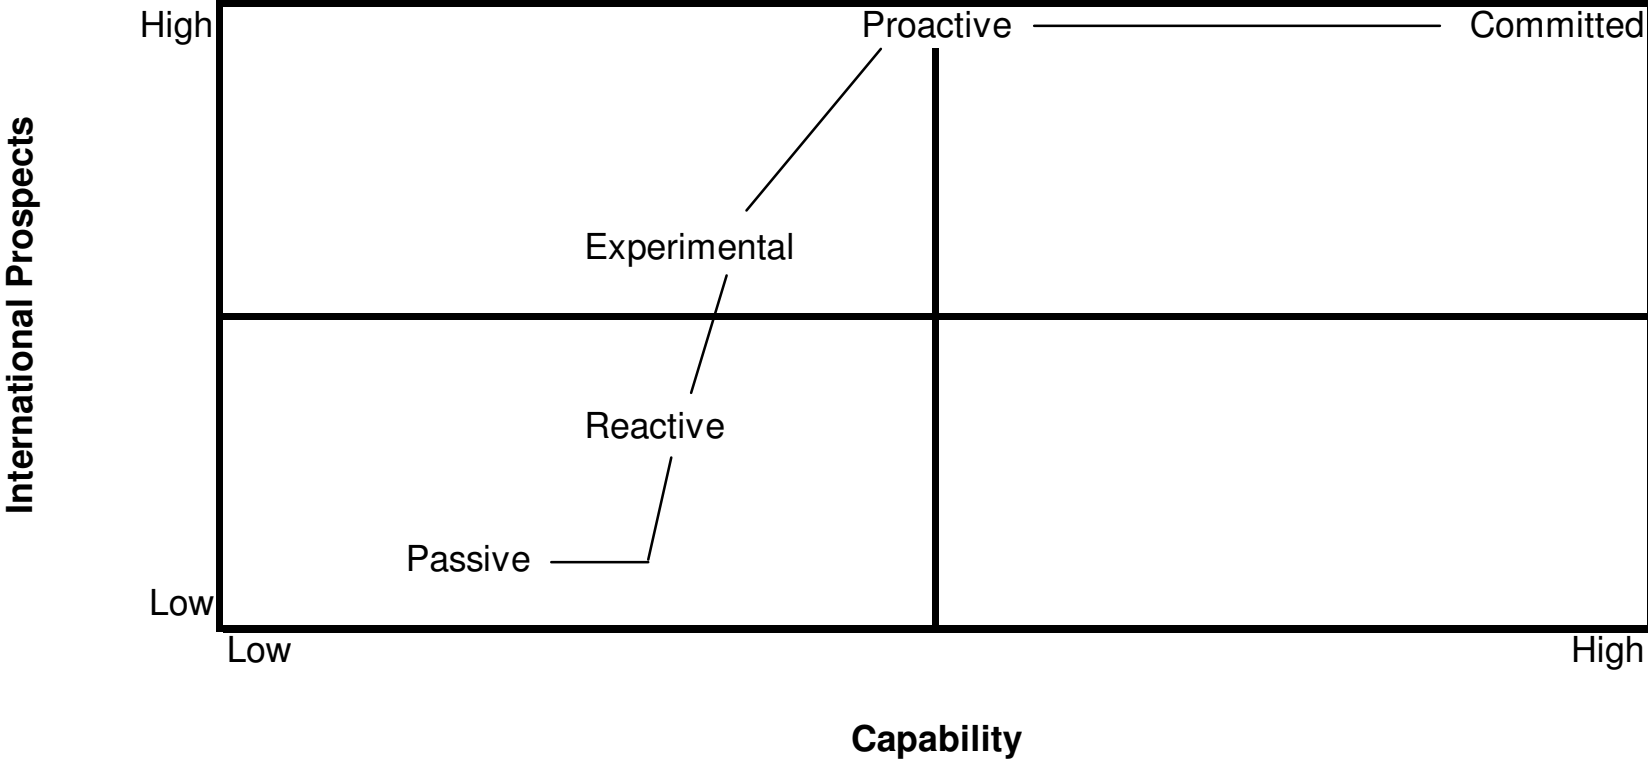 High
Proactive
Committed
International Prospects
Experimental
Reactive
Passive
Low
Low
High
Capability